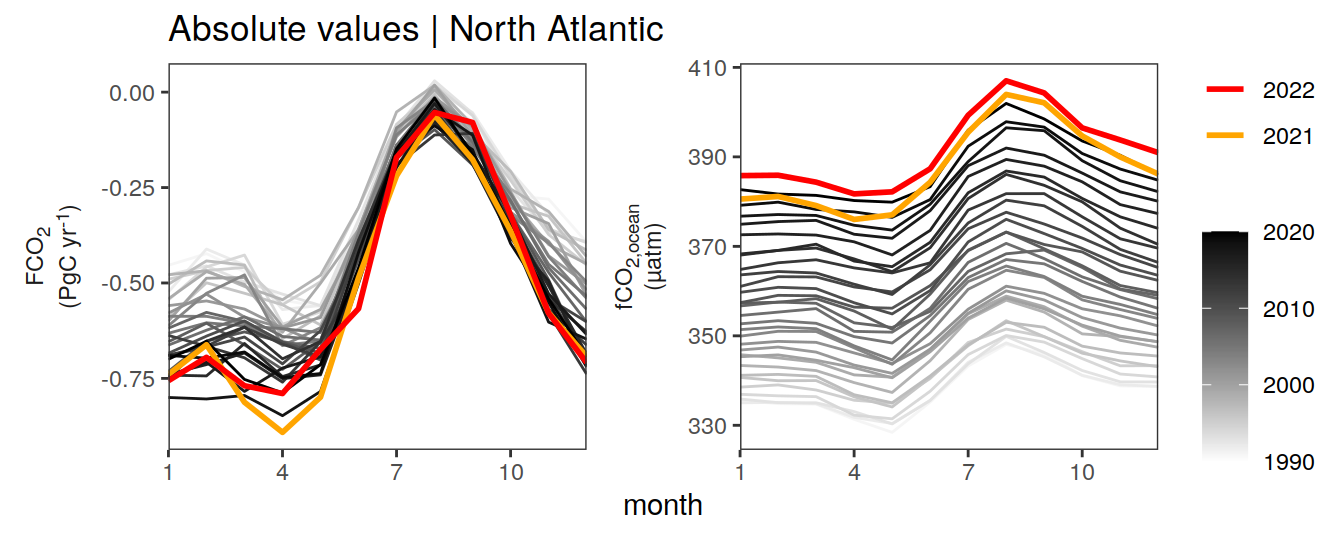 Absolute values | North Atlantic
FCO₂
(PgC yr⁻¹)
0.00
-0.25
-0.50
-0.75
1 4 7 10
fCO₂,ocean
(µatm)
410
390
370
350
330
1 4 7 10
month
2022
2021
2020
2010
2000
1990